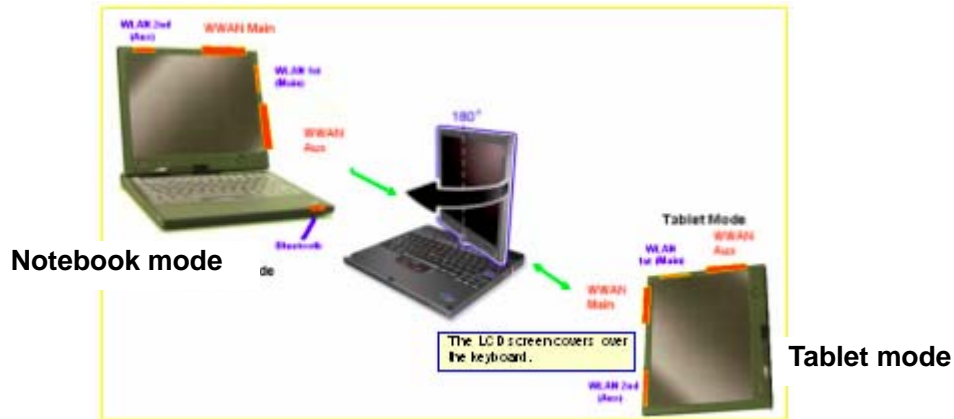 WLAN 2nd
(Aux)
WWAN Main
WLAN 1st
(Main)
WWAN
Aux
180°
Bluetooth
Notebook mode
de
Tablet Mode
WLAN
1st (Main)
WWAN
Aux
WWAN
Main
The LCD screen covers over
the keyboard.
WLAN 2nd
(Aux)
Tablet mode